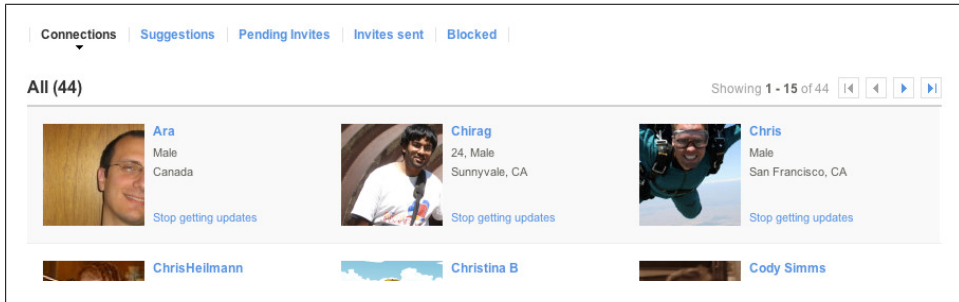 Connections Suggestions Pending Invites Invites sent Blocked
All (44) Showing 1 - 15 of 44
Ara Chirag Chris
Male 24, Male Male
Canada Sunnyvale, CA San Francisco, CA
Stop getting updates Stop getting updates Stop getting updates
ChrisHeilmann Christina B Cody Simms